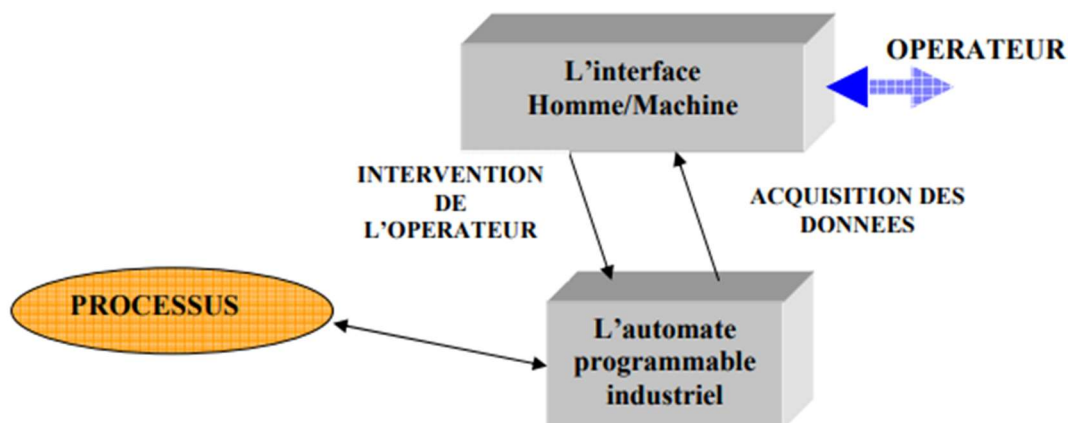 OPERATEUR
L’interface
Homme/Machine
INTERVENTION
DE
L’OPERATEUR
ACQUISITION DES
DONNEES
PROCESSUS
L’automate
programmable
industriel